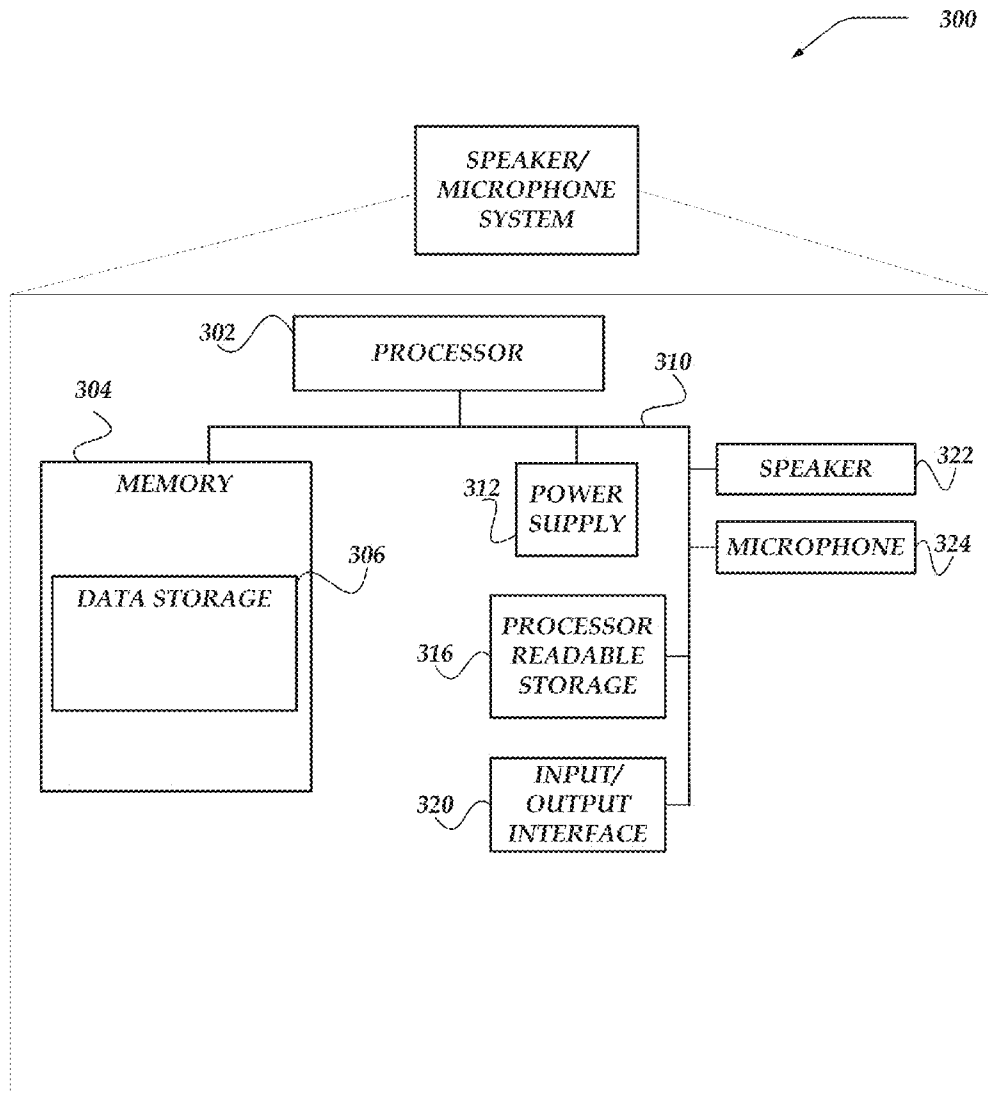 300
SPEAKER/
MICROPHONE
SYSTEM
302
PROCESSOR
310
304
MEMORY
312
POWER
SUPPLY
SPEAKER
322
MICROPHONE
324
306
DATA STORAGE
316
PROCESSOR
READABLE
STORAGE
320
INPUT/
OUTPUT
INTERFACE